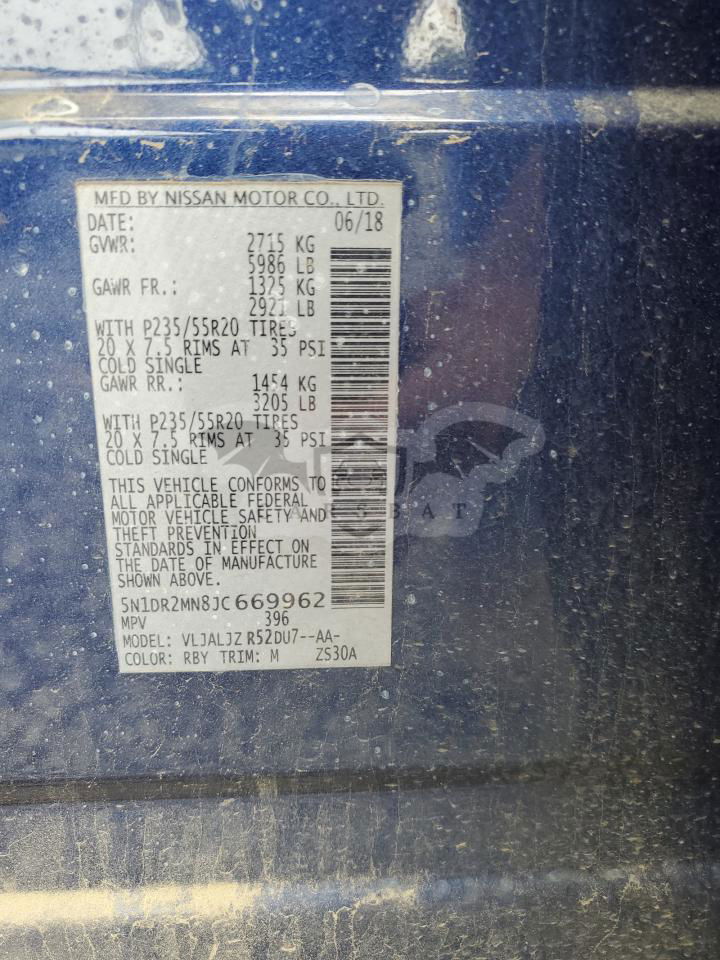 MFD BY NISSAN MOTOR CO., LTD.
DATE: 06/18
GVWR: 2715 KG
5986 LB
GAWR FR.: 1325 KG
2921 LB
WITH P235/55R20 TIRES
20 X 7.5 RIMS AT 35 PSI
COLD SINGLE
GAWR RR.: 1454 KG
3205 LB
WITH P235/55R20 TIRES
20 X 7.5 RIMS AT 35 PSI
COLD SINGLE
THIS VEHICLE CONFORMS TO
ALL APPLICABLE FEDERAL
MOTOR VEHICLE SAFETY AND
THEFT PREVENTION
STANDARDS IN EFFECT ON
THE DATE OF MANUFACTURE
SHOWN ABOVE.
5N1DR2MN8JC669962
MPV 396
MODEL: VLJALJZ R52DU7--AA-
COLOR: RBY TRIM: M ZS30A